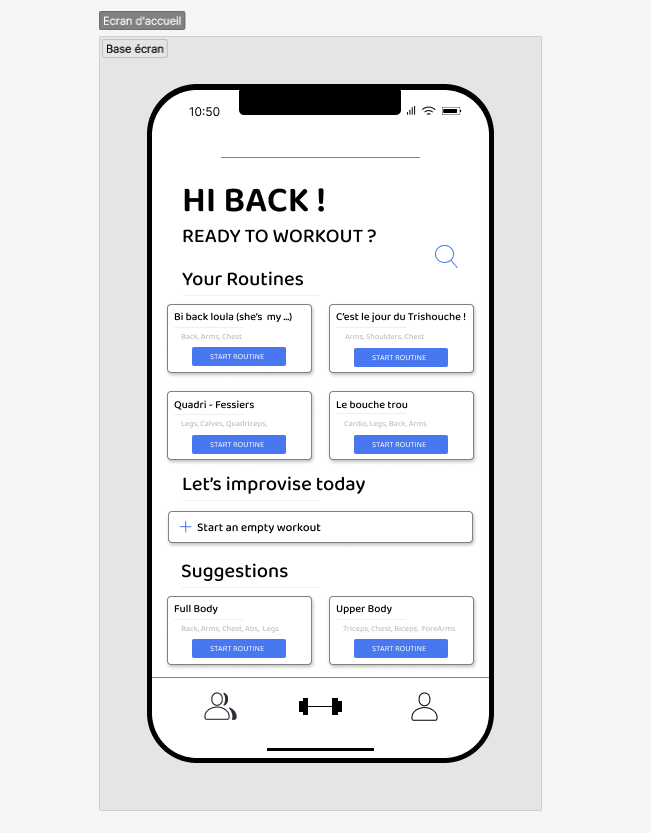 Ecran d'accueil
Base écran
10:50
HI BACK !
READY TO WORKOUT ?
Your Routines
Bi back loula (she's my ...)
Back, Arms, Chest
START ROUTINE
C'est le jour du Trishouche !
Arms, Shoulders, Chest
START ROUTINE
Quadri - Fessiers
Legs, Calves, Quadriceps,
START ROUTINE
Le bouche trou
Cardio, Legs, Back, Arms
START ROUTINE
Let's improvise today
Start an empty workout
Suggestions
Full Body
Back, Arms, Chest, Abs, Legs
START ROUTINE
Upper Body
Triceps, Chest, Biceps, ForeArms
START ROUTINE